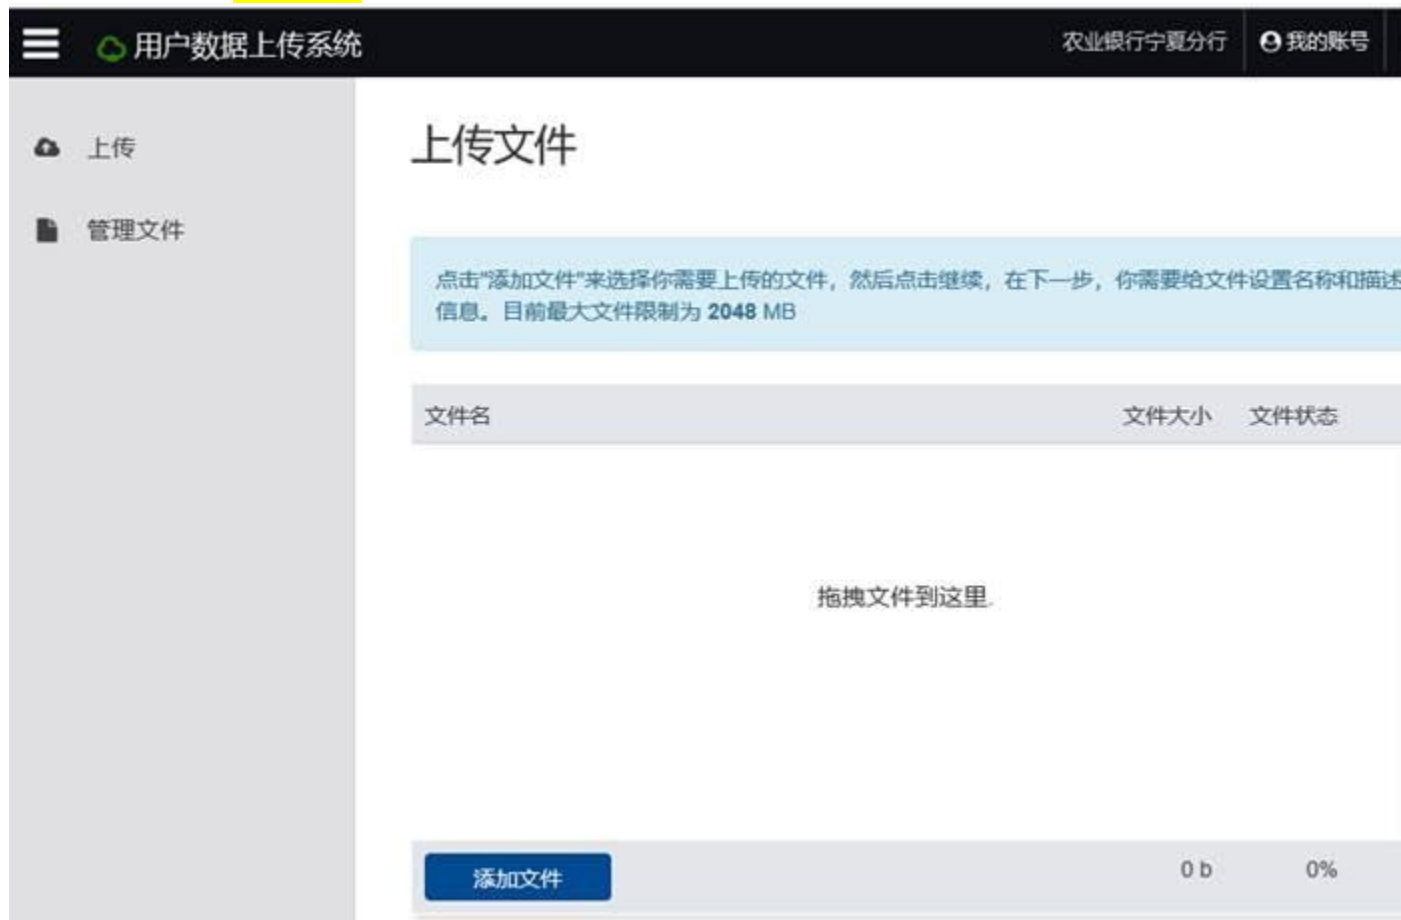 用户数据上传系统
农业银行宁夏分行
我的账号
上传
管理文件
上传文件
点击"添加文件"来选择你需要上传的文件，然后点击继续，在下一步，你需要给文件设置名称和描述
信息。目前最大文件限制为 2048 MB
文件名
文件大小
文件状态
拖拽文件到这里.
添加文件
0 b
0%